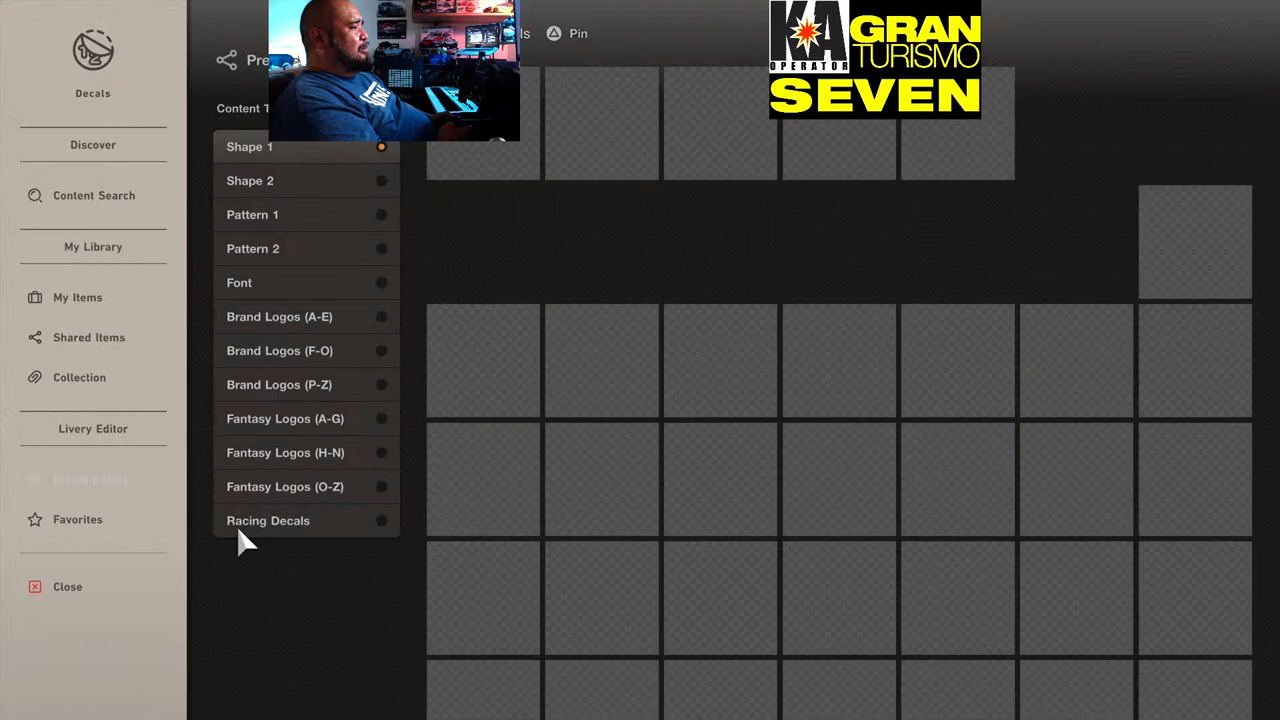 Decals
Discover
Content Search
My Library
My Items
Shared Items
Collection
Livery Editor
Favorites
Close
Pre
ls
Pin
Content T
Shape 1
Shape 2
Pattern 1
Pattern 2
Font
Brand Logos (A-E)
Brand Logos (F-O)
Brand Logos (P-Z)
Fantasy Logos (A-G)
Fantasy Logos (H-N)
Fantasy Logos (O-Z)
Racing Decals
KA
OPERATOR
GRAN
TURISMO
SEVEN